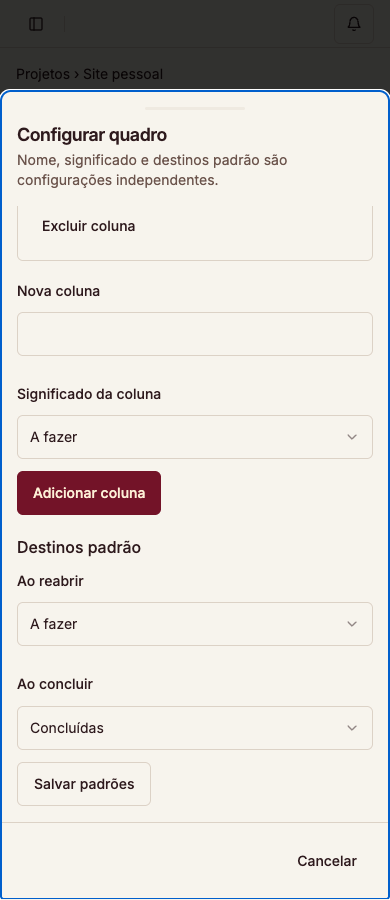 Projetos › Site pessoal
Configurar quadro
Nome, significado e destinos padrão são
configurações independentes.
Excluir coluna
Nova coluna
Significado da coluna
A fazer
Adicionar coluna
Destinos padrão
Ao reabrir
A fazer
Ao concluir
Concluídas
Salvar padrões
Cancelar